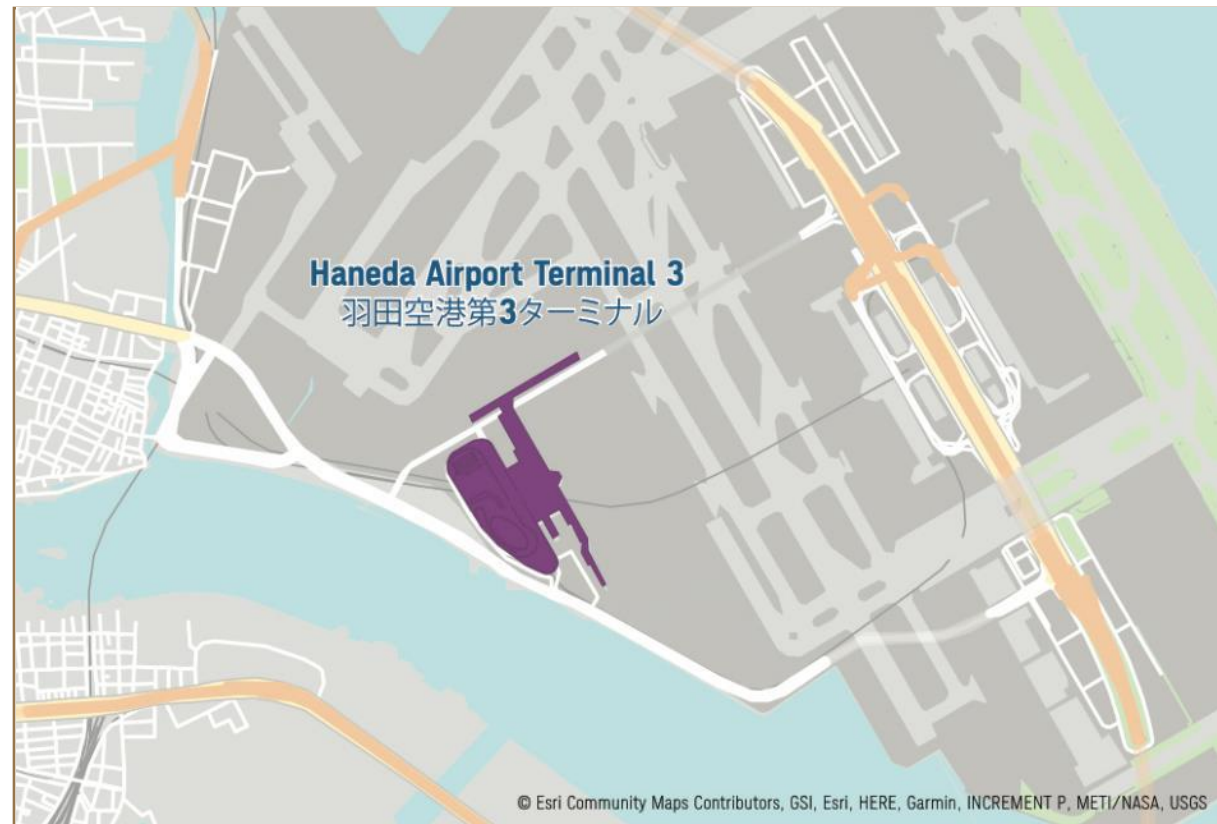 Haneda Airport Terminal 3
羽田空港第3ターミナル
© Esri Community Maps Contributors, GSI, Esri, HERE, Garmin, INCREMENT P, METI/NASA, USGS